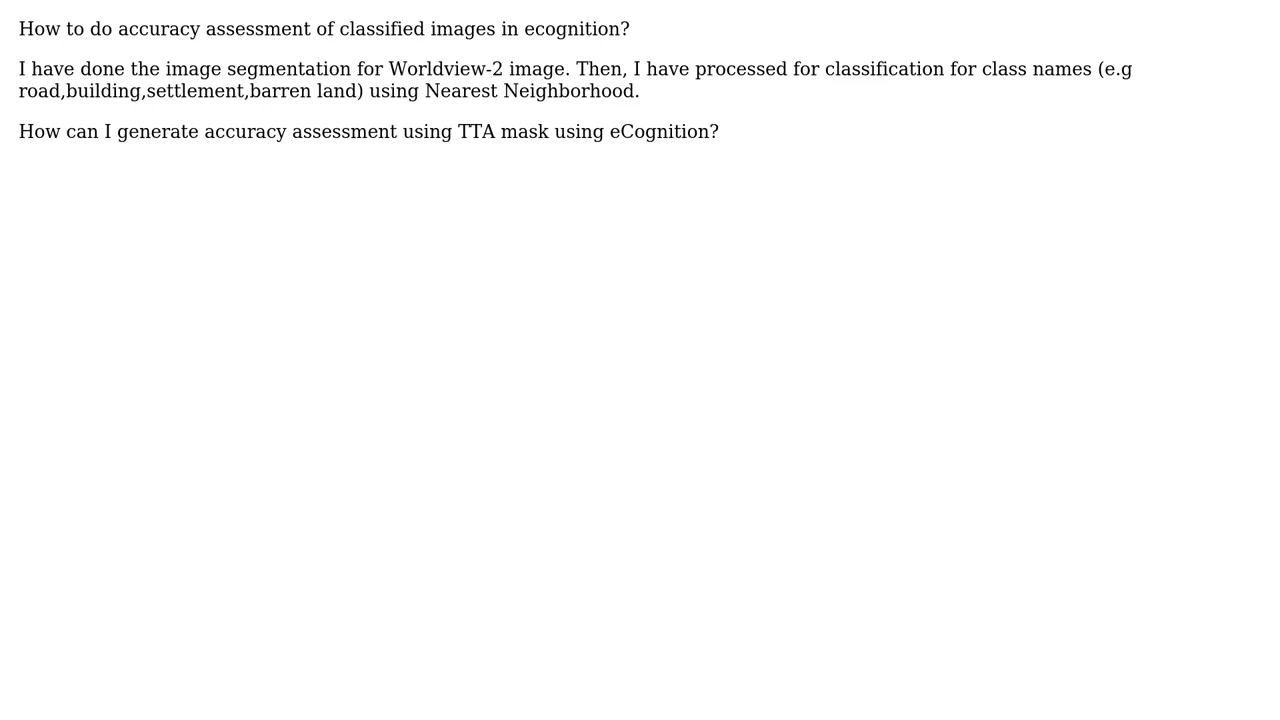 How to do accuracy assessment of classified images in ecognition?
I have done the image segmentation for Worldview-2 image. Then, I have processed for classification for class names (e.g
road,building,settlement,barren land) using Nearest Neighborhood.
How can I generate accuracy assessment using TTA mask using eCognition?